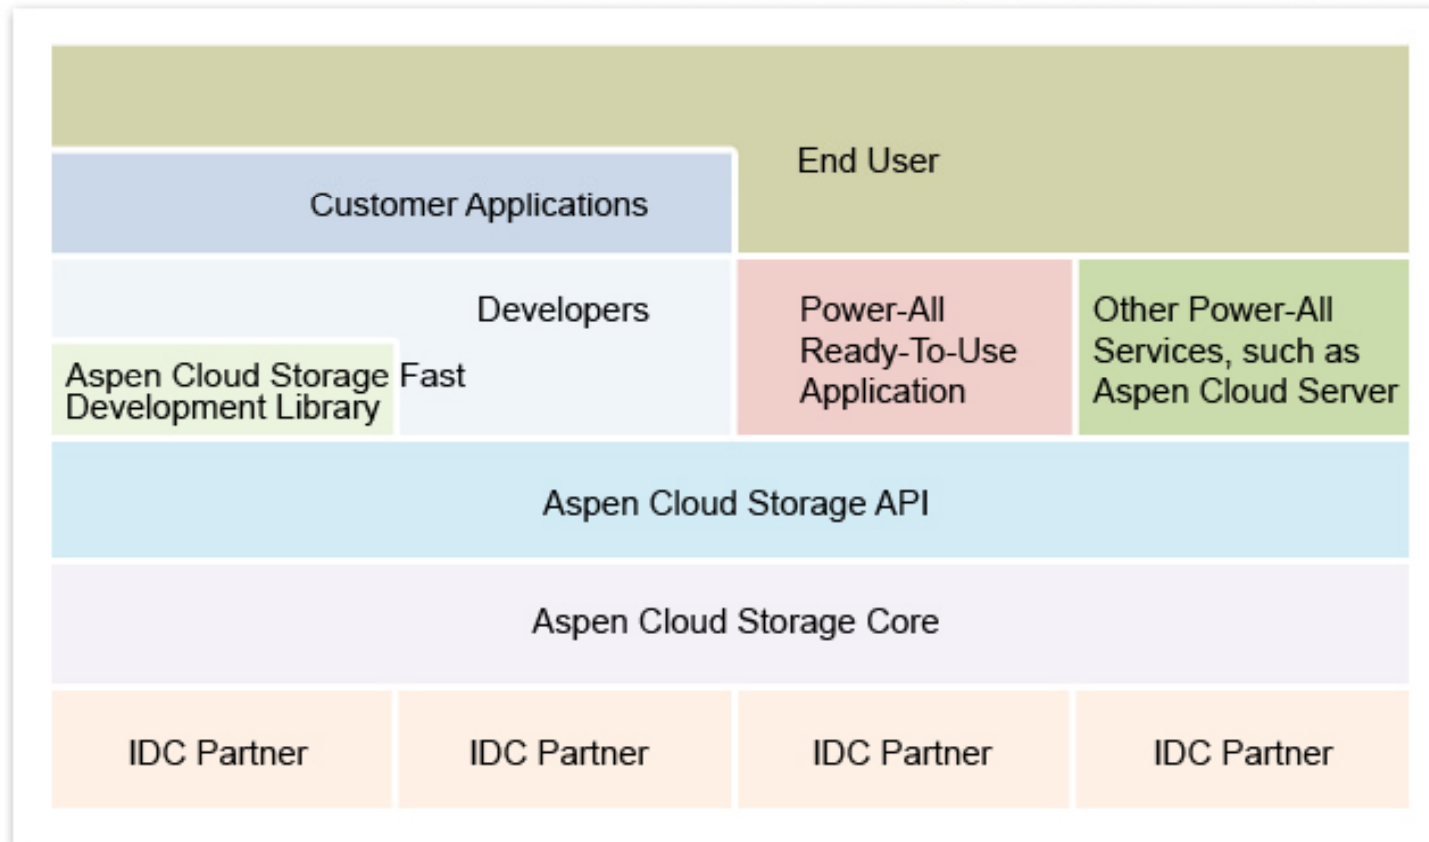 End User
Customer Applications
Developers
Aspen Cloud Storage Fast
Development Library
Power-All
Ready-To-Use
Application
Other Power-All
Services, such as
Aspen Cloud Server
Aspen Cloud Storage API
Aspen Cloud Storage Core
IDC Partner
IDC Partner
IDC Partner
IDC Partner